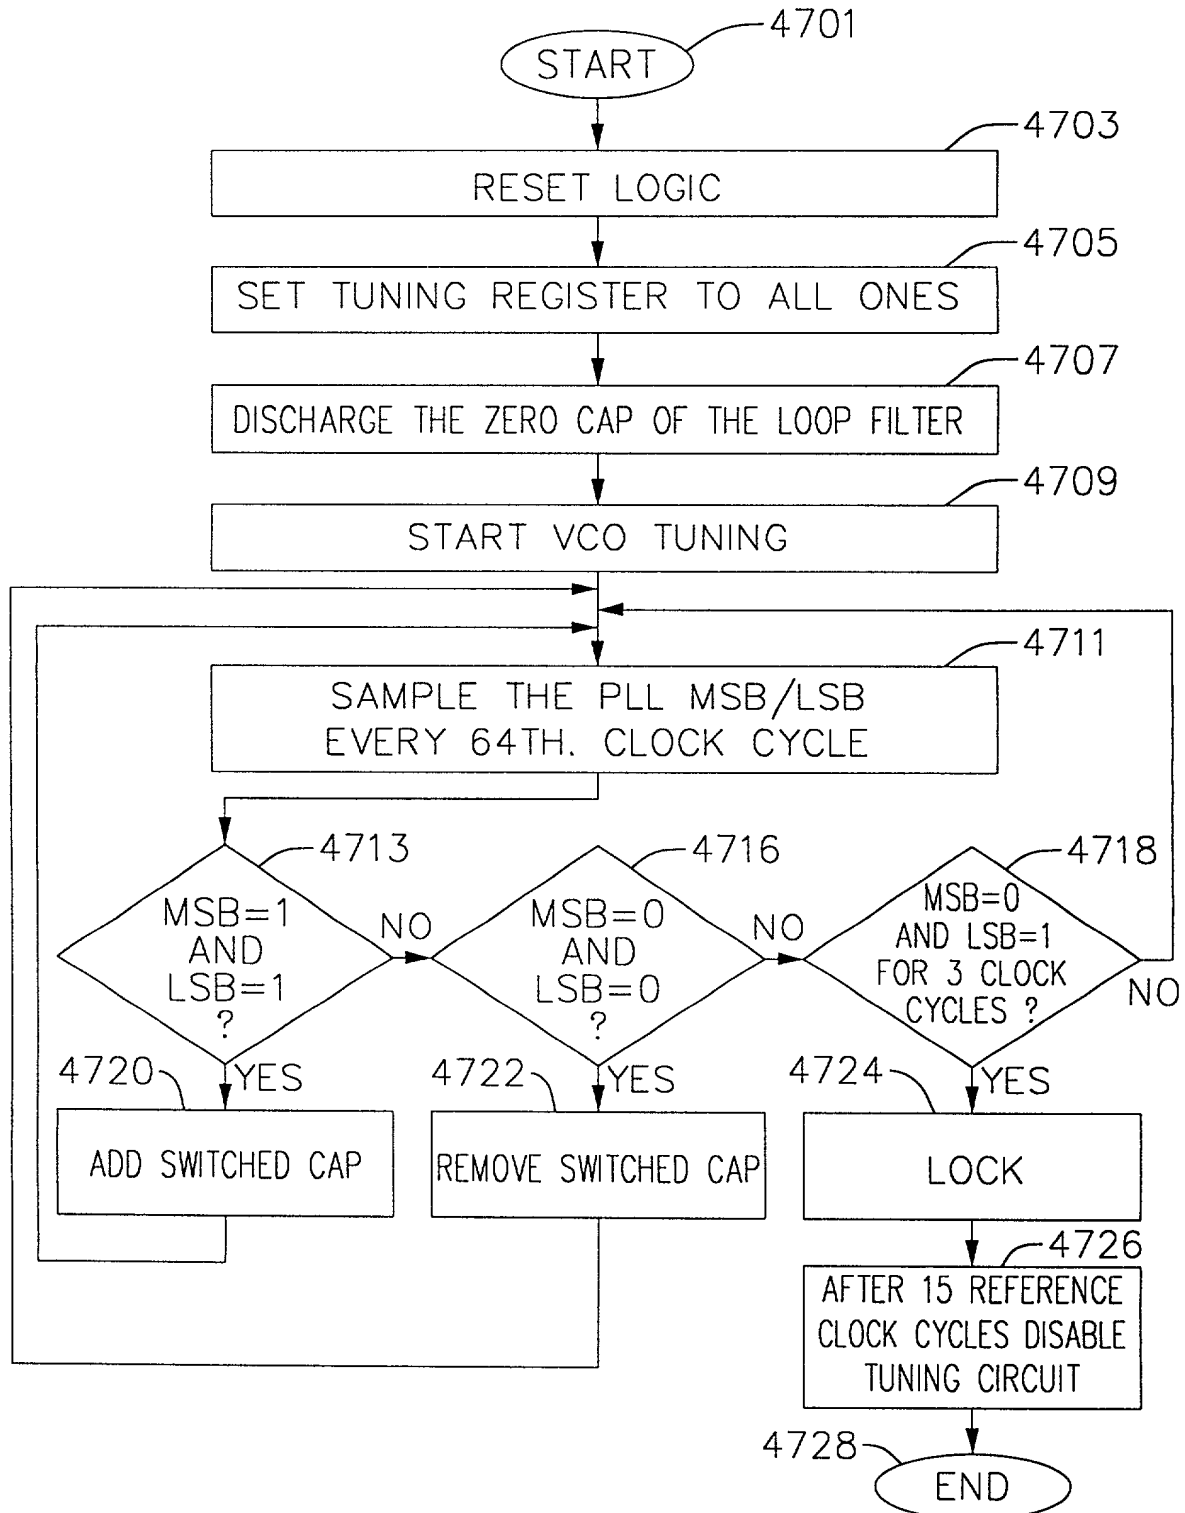 4701
START
4703
RESET LOGIC
4705
SET TUNING REGISTER TO ALL ONES
4707
DISCHARGE THE ZERO CAP OF THE LOOP FILTER
4709
START VCO TUNING
4711
SAMPLE THE PLL MSB/LSB
EVERY 64TH. CLOCK CYCLE
4713
MSB=1
AND
LSB=1
?
NO
YES
4716
MSB=0
AND
LSB=0
?
NO
YES
4718
MSB=0
AND LSB=1
FOR 3 CLOCK
CYCLES ?
NO
YES
4720
ADD SWITCHED CAP
4722
REMOVE SWITCHED CAP
4724
LOCK
4726
AFTER 15 REFERENCE
CLOCK CYCLES DISABLE
TUNING CIRCUIT
4728
END